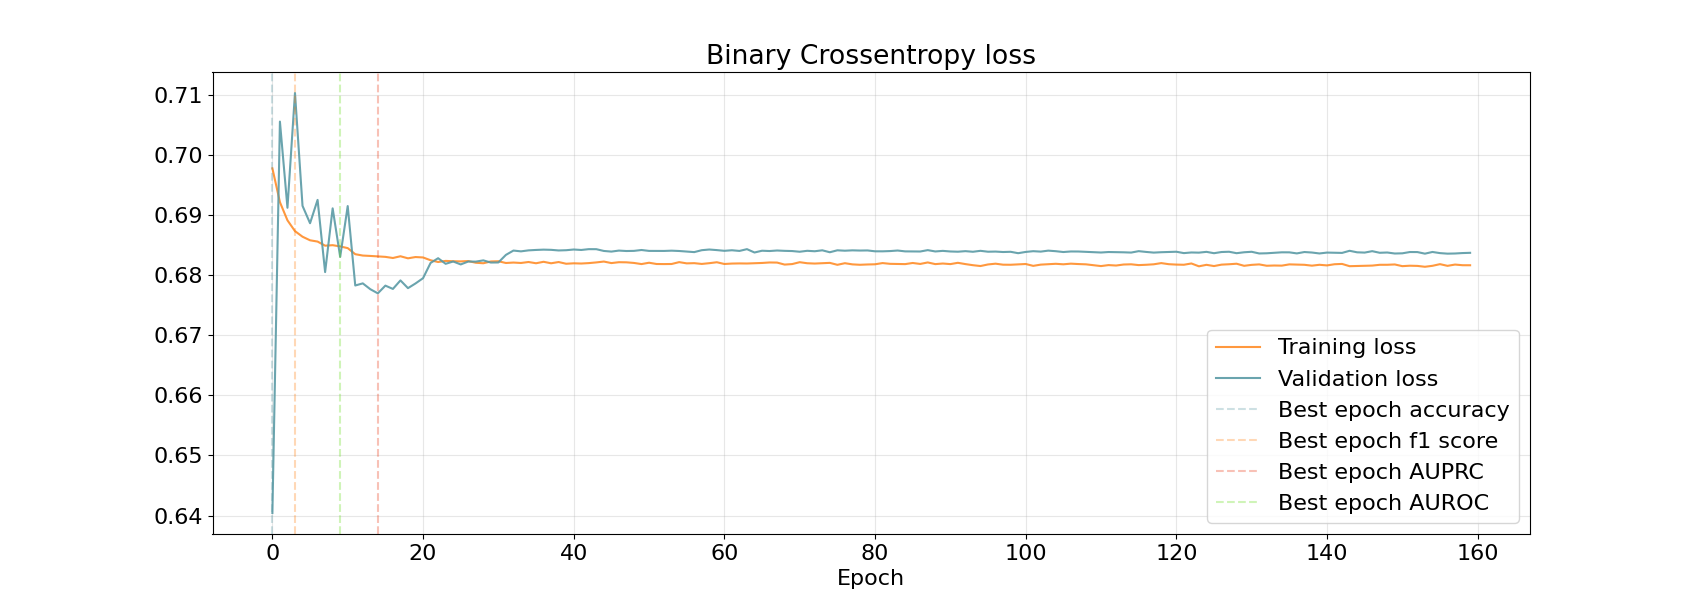 Binary Crossentropy loss
0.71
0.70
0.69
0.68
0.67
0.66
0.65
0.64
0 20 40 60 80 100 120 140 160
Epoch
Training loss
Validation loss
Best epoch accuracy
Best epoch f1 score
Best epoch AUPRC
Best epoch AUROC